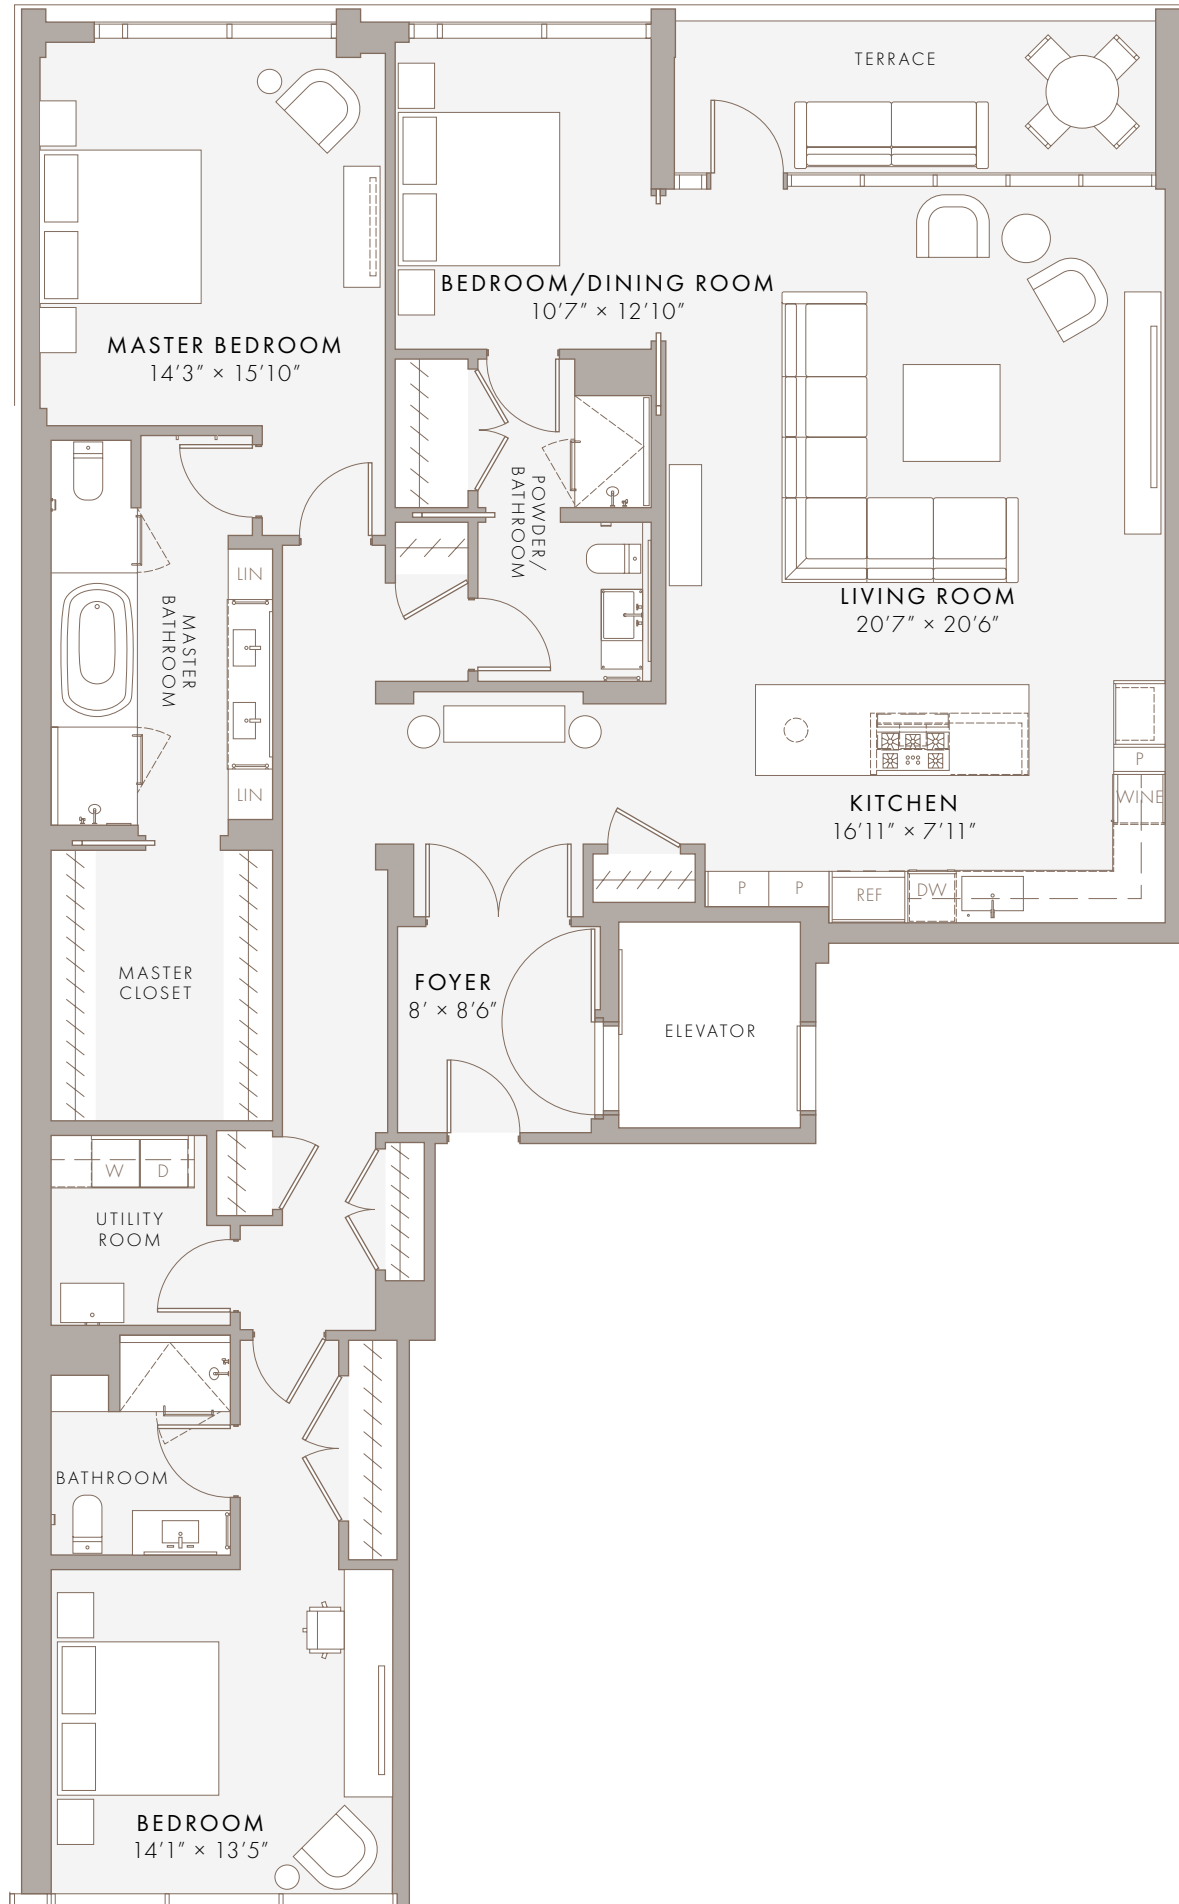 TERRACE
BEDROOM/DINING ROOM
10'7" × 12'10"
MASTER BEDROOM
14'3" × 15'10"
POWDER/
BATHROOM
LIN
MASTER
BATHROOM
LIN
LIVING ROOM
20'7" × 20'6"
P
WINE
KITCHEN
16'11" × 7'11"
P
P
REF
DW
MASTER
CLOSET
FOYER
8' × 8'6"
ELEVATOR
W
D
UTILITY
ROOM
BATHROOM
BEDROOM
14'1" × 13'5"